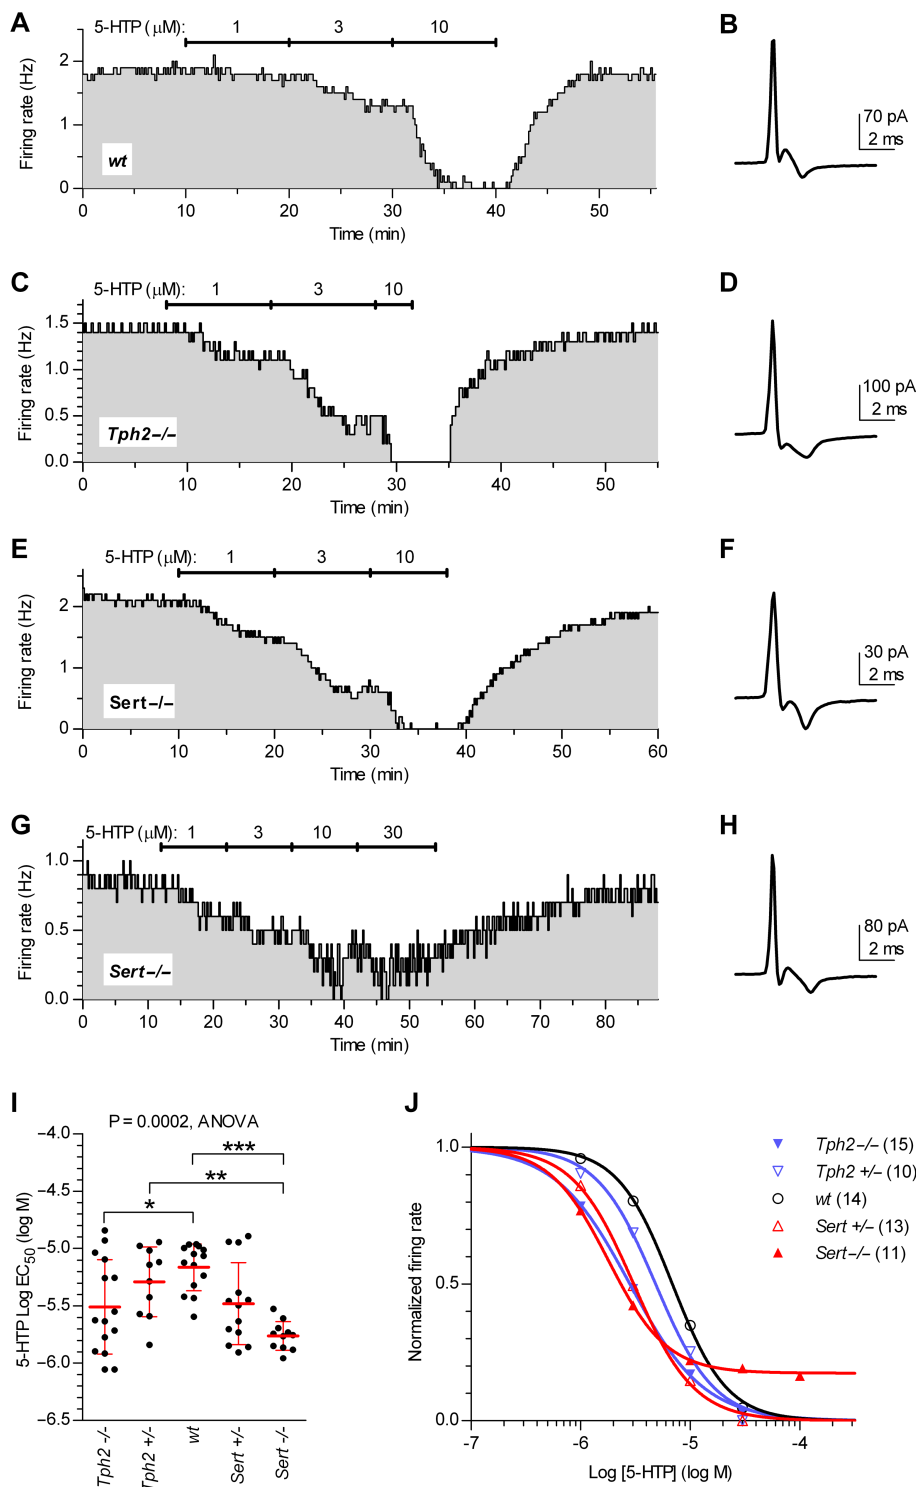 A
5-HTP (μM): 1 3 10
Firing rate (Hz)
2
1
0
wt
0 10 20 30 40 50
Time (min)
B
70 pA
2 ms
C
5-HTP (μM): 1 3 10
Firing rate (Hz)
1.5
1.0
0.5
0.0
Tph2−/−
0 10 20 30 40 50
Time (min)
D
100 pA
2 ms
E
5-HTP (μM): 1 3 10
Firing rate (Hz)
2
1
0
Sert−/−
0 10 20 30 40 50 60
Time (min)
F
30 pA
2 ms
G
5-HTP (μM): 1 3 10 30
Firing rate (Hz)
1.0
0.5
0.0
Sert−/−
0 10 20 30 40 50 60 70 80
Time (min)
H
80 pA
2 ms
I
P = 0.0002, ANOVA
5-HTP Log EC50 (log M)
−4.0
−4.5
−5.0
−5.5
−6.0
−6.5
***
**
*
Tph2 -/-
Tph2 +/-
wt
Sert +/-
Sert -/-
J
Normalized firing rate
1.0
0.5
0.0
-7 -6 -5 -4
Log [5-HTP] (log M)
Tph2−/− (15)
Tph2 +/− (10)
wt (14)
Sert +/− (13)
Sert−/− (11)